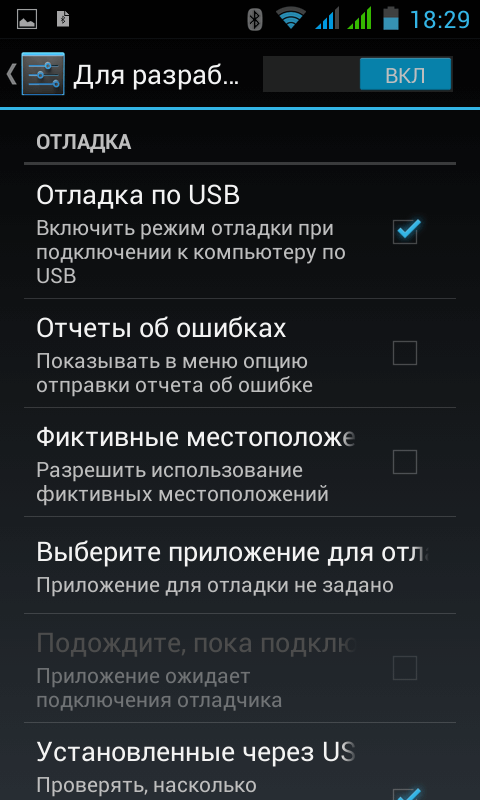 18:29
Для разраб...
ВКЛ
ОТЛАДКА
Отладка по USB
Включить режим отладки при
подключении к компьютеру по
USB
Отчеты об ошибках
Показывать в меню опцию
отправки отчета об ошибке
Фиктивные местоположе
Разрешить использование
фиктивных местоположений
Выберите приложение для отла
Приложение для отладки не задано
Подождите, пока подклю
Приложение ожидает
подключения отладчика
Установленные через US
Проверять, насколько